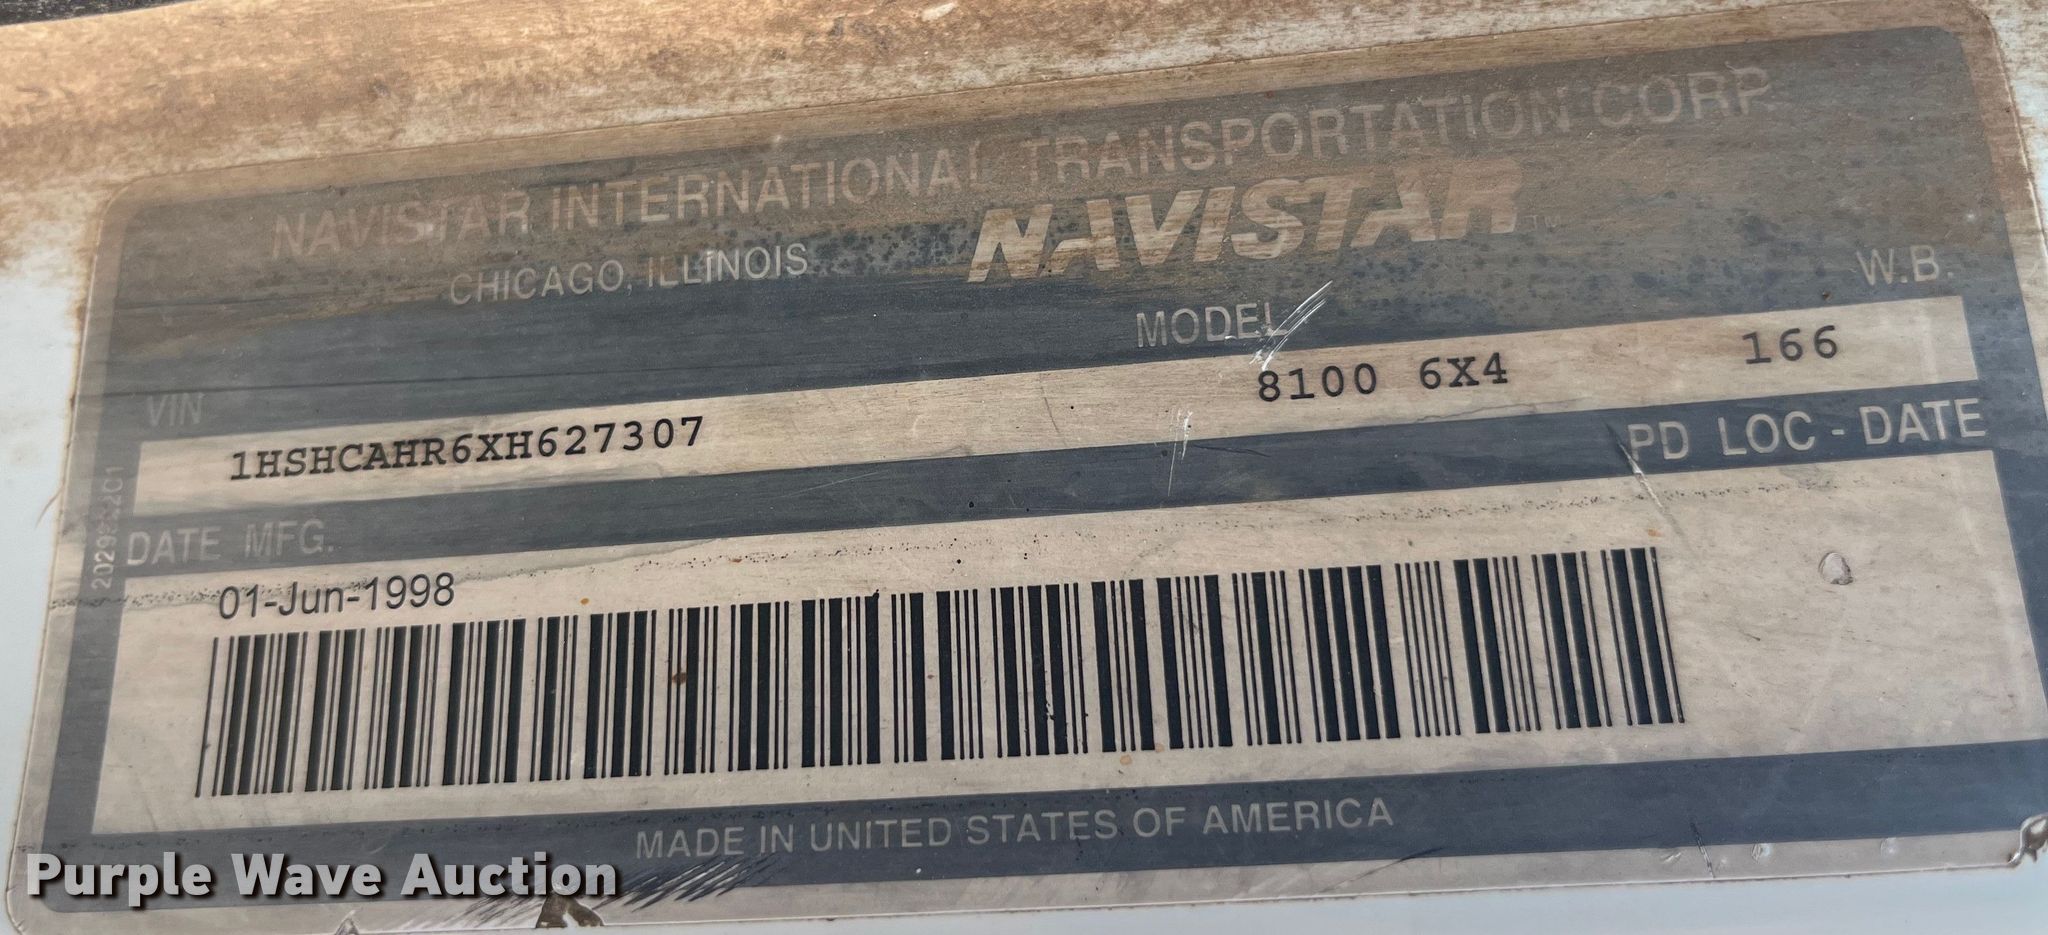 NAVISTAR INTERNATIONAL TRANSPORTATION CORP
CHICAGO, ILLINOIS
NAVISTAR™
VIN
MODEL
W.B.
1HSHCAHR6XH627307
8100 6X4
166
DATE MFG.
PD LOC - DATE
01-Jun-1998
MADE IN UNITED STATES OF AMERICA
Purple Wave Auction